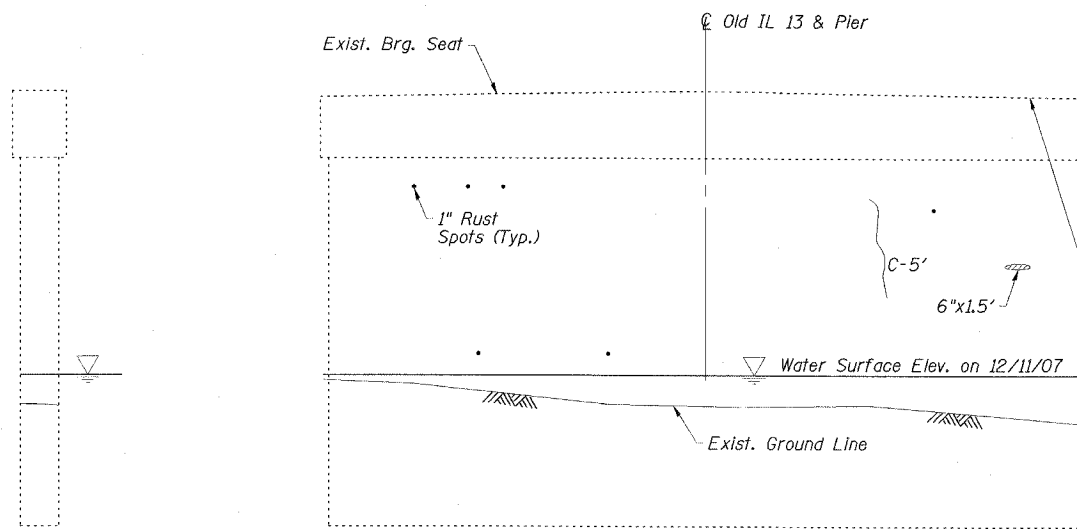 ℄ Old IL 13 & Pier
Exist. Brg. Seat
1" Rust
Spots (Typ.)
C-5'
6"x1.5'
Water Surface Elev. on 12/11/07
Exist. Ground Line